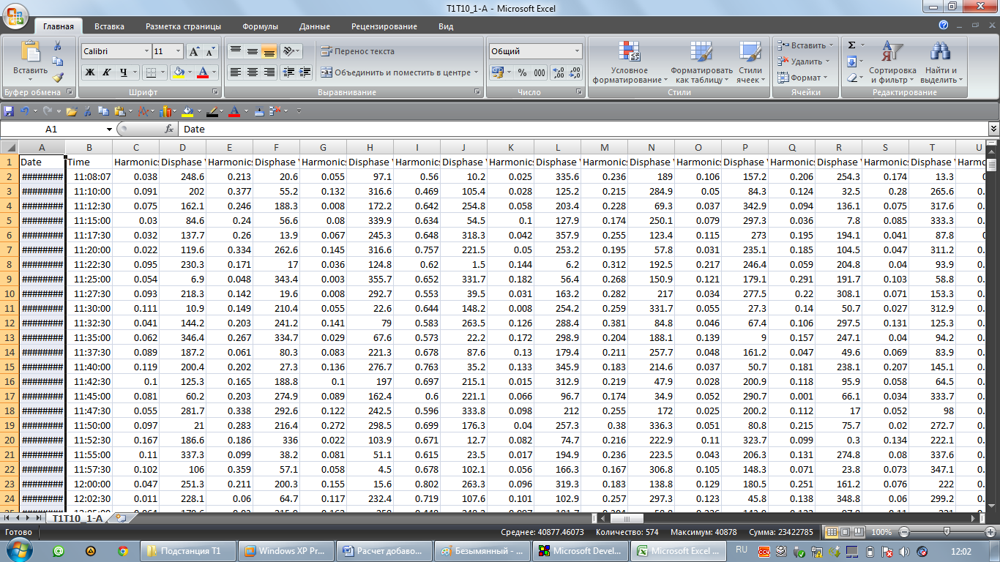 T1T10_1-A - Microsoft Excel
Главная Вставка Разметка страницы Формулы Данные Рецензирование Вид
Вставить
Буфер обмена
Calibri 11
Ж К Ч
Шрифт
Перенос текста
Объединить и поместить в центре
Выравнивание
Общий
% 000
Число
Условное форматирование
Форматировать как таблицу
Стили ячеек
Стили
Вставить
Удалить
Формат
Ячейки
Сортировка и фильтр
Найти и выделить
Редактирование
A1 fx Date
A B C D E F G H I J K L M N O P Q R S T U
1 Date Time Harmonics Disphase V Harmonics Disphase V Harmonics Disphase V Harmonics Disphase V Harmonics Disphase V Harmonics Disphase V Harmonics Disphase V Harmonics Disphase V Harmonics Disphase V Harmo
2 ######## 11:08:07 0.038 248.6 0.213 20.6 0.055 97.1 0.56 10.2 0.025 335.6 0.236 189 0.106 157.2 0.206 254.3 0.174 13.3
3 ######## 11:10:00 0.091 202 0.377 55.2 0.132 316.6 0.469 105.4 0.028 125.2 0.215 284.9 0.05 84.3 0.124 32.5 0.28 265.6 0.
4 ######## 11:12:30 0.075 162.1 0.246 188.3 0.008 172.2 0.642 254.8 0.058 203.4 0.228 69.3 0.037 342.9 0.094 136.1 0.075 317.6 0.
5 ######## 11:15:00 0.03 84.6 0.24 56.6 0.08 339.9 0.634 54.5 0.1 127.9 0.174 250.1 0.079 297.3 0.036 7.8 0.085 333.3 0.
6 ######## 11:17:30 0.032 137.7 0.26 13.9 0.067 245.3 0.648 318.3 0.042 357.9 0.255 123.4 0.115 273 0.195 194.1 0.041 87.8
7 ######## 11:20:00 0.022 119.6 0.334 262.6 0.145 316.6 0.757 221.5 0.05 253.2 0.195 57.8 0.031 235.1 0.185 104.5 0.047 311.2 0.
8 ######## 11:22:30 0.095 230.3 0.171 17 0.036 124.8 0.62 1.5 0.144 6.2 0.312 192.5 0.217 246.4 0.059 204.8 0.04 93.9 0.
9 ######## 11:25:00 0.054 6.9 0.048 343.4 0.003 355.7 0.652 331.7 0.182 56.4 0.268 150.9 0.121 179.1 0.291 191.7 0.103 58.8 0.
10 ######## 11:27:30 0.093 218.3 0.142 19.6 0.008 292.7 0.553 39.5 0.031 163.2 0.282 217 0.034 277.5 0.22 308.1 0.071 153.3 0.
11 ######## 11:30:00 0.111 10.9 0.149 210.4 0.055 22.6 0.644 148.2 0.008 254.2 0.259 331.7 0.055 27.3 0.14 50.7 0.027 312.9 0.
12 ######## 11:32:30 0.041 144.2 0.203 241.2 0.141 79 0.583 263.5 0.126 288.4 0.381 84.8 0.046 67.4 0.106 297.5 0.131 125.3 0.
13 ######## 11:35:00 0.062 346.4 0.267 334.7 0.029 67.6 0.573 22.2 0.172 298.9 0.204 188.1 0.139 9 0.157 247.1 0.04 94.2 0.
14 ######## 11:37:30 0.089 187.2 0.061 80.3 0.083 221.3 0.678 87.6 0.13 179.4 0.211 257.7 0.048 161.2 0.047 49.6 0.069 83.9 0.
15 ######## 11:40:00 0.119 200.4 0.202 27.3 0.136 276.7 0.763 35.2 0.133 345.9 0.183 214.6 0.037 50.7 0.181 238.1 0.207 145.1 0.
16 ######## 11:42:30 0.1 125.3 0.165 188.8 0.1 197 0.697 215.1 0.015 312.9 0.219 47.9 0.028 200.9 0.118 95.9 0.058 64.5 0.
17 ######## 11:45:00 0.081 60.2 0.203 274.9 0.089 162.4 0.6 221.1 0.066 96.7 0.174 34.9 0.052 290.7 0.001 66.1 0.034 333.7 0.
18 ######## 11:47:30 0.055 281.7 0.338 292.6 0.122 242.5 0.596 333.8 0.098 212 0.255 172 0.025 200.2 0.112 17 0.052 98 0.
19 ######## 11:50:00 0.097 21 0.283 216.4 0.272 298.5 0.699 176.3 0.04 257.3 0.38 336.3 0.051 80.8 0.215 75.7 0.02 272.7 0.
20 ######## 11:52:30 0.167 186.6 0.186 336 0.022 103.9 0.671 12.7 0.082 74.7 0.216 222.9 0.11 323.7 0.099 0.3 0.134 222.1 0.
21 ######## 11:55:00 0.11 337.3 0.099 38.2 0.081 51.1 0.615 23.5 0.017 194.9 0.236 223.5 0.043 206.3 0.131 274.8 0.08 337.6 0.
22 ######## 11:57:30 0.102 106 0.359 57.1 0.058 4.5 0.678 102.1 0.056 166.3 0.167 306.8 0.105 148.3 0.071 23.8 0.073 347.1 0.
23 ######## 12:00:00 0.047 251.3 0.211 200.3 0.155 15.6 0.802 263.3 0.096 319.3 0.183 138.8 0.129 180.5 0.251 161.2 0.076 222 0.
24 ######## 12:02:30 0.011 228.1 0.06 64.7 0.117 232.4 0.719 107.6 0.101 102.9 0.257 297.3 0.123 45.8 0.138 348.8 0.06 299.2 0.
T1T10_1-A
Готово Среднее: 40877.46073 Количество: 574 Максимум: 40878 Сумма: 23422785 100%
Подстанция Т1 Windows XP Pr... Расчет добаво... Безымянный - ... Microsoft Devel... Microsoft Excel ... RU 12:02